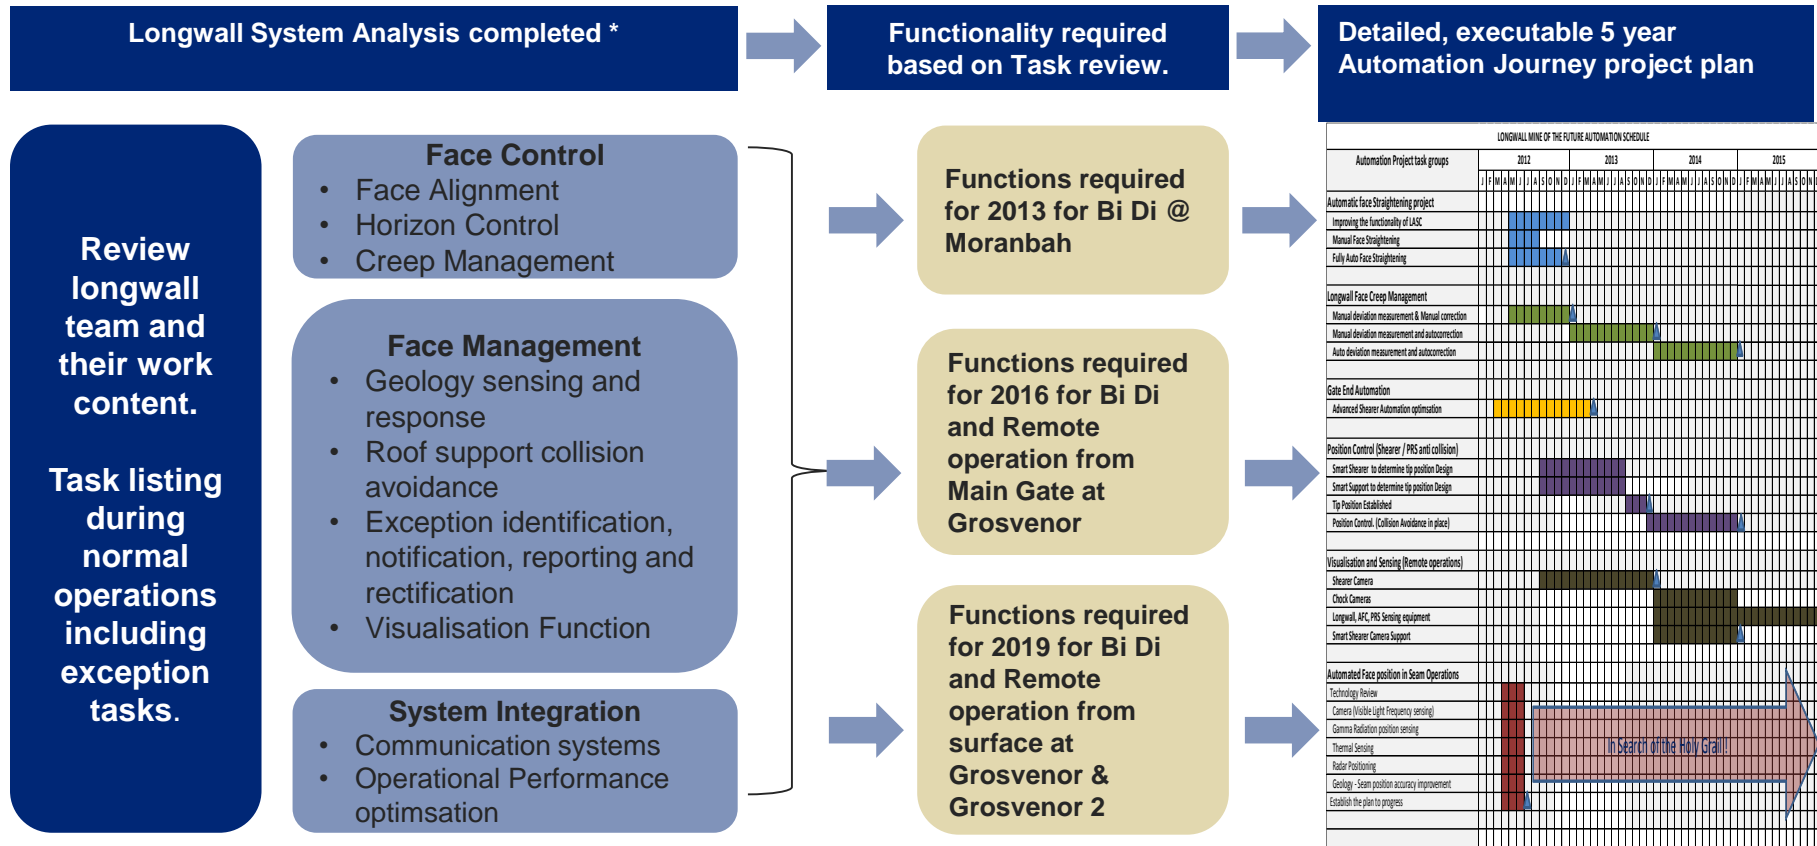 Longwall System Analysis completed *
Functionality required
based on Task review.
Detailed, executable 5 year
Automation Journey project plan
Review
longwall
team and
their work
content.
Task listing
during
normal
operations
including
exception
tasks.
Face Control
• Face Alignment
• Horizon Control
• Creep Management
Face Management
• Geology sensing and
response
• Roof support collision
avoidance
• Exception identification,
notification, reporting and
rectification
• Visualisation Function
System Integration
• Communication systems
• Operational Performance
optimsation
Functions required
for 2013 for Bi Di @
Moranbah
Functions required
for 2016 for Bi Di
and Remote
operation from
Main Gate at
Grosvenor
Functions required
for 2019 for Bi Di
and Remote
operation from
surface at
Grosvenor &
Grosvenor 2
LONGWALL MINE OF THE FUTURE AUTOMATION SCHEDULE
Automation Project task groups 2012 2013 2014 2015
J F M A M J J A S O N D J F M A M J J A S O N D J F M A M J J A S O N D J F M A M J J A S O N
Automatic face Straightening project
Improving the functionality of LASC
Manual Face Straightening
Fully Auto Face Straightening
Longwall Face Creep Management
Manual deviation measurement & Manual correction
Manual deviation measurement and autocorrection
Auto deviation measurement and autocorrection
Gate End Automation
Advanced Shearer Automation optimsation
Position Control (Shearer / PRS anti collision)
Smart Shearer to determine tip position Design
Smart Support to determine tip position Design
Tip Position Established
Position Control. (Collision Avoidance in place)
Visualisation and Sensing (Remote operations)
Shearer Camera
Chock Cameras
Longwall, AFC, PRS Sensing equipment
Smart Shearer Camera Support
Automated Face position in Seam Operations
Technology Review
Camera (Visible Light Frequency sensing)
Gamma Radiation position sensing
Thermal Sensing
Radar Positioning
Geology - Seam position accuracy improvement
Establish the plan to progress
In Search of the Holy Grail !